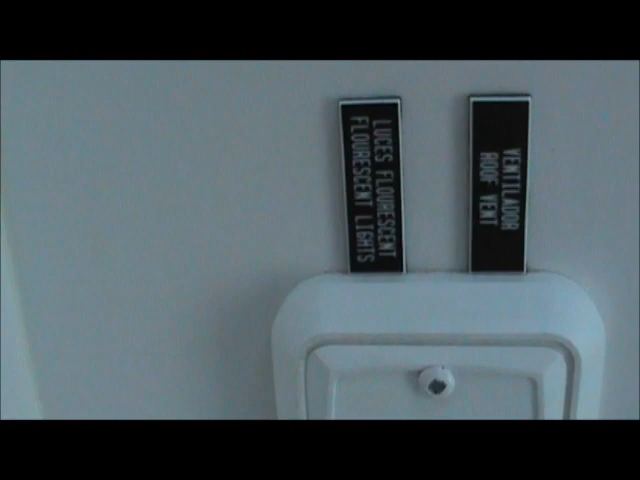 LUCES FLOURESCENT
FLOURESCENT LIGHTS
VENTILADOR
ROOF VENT